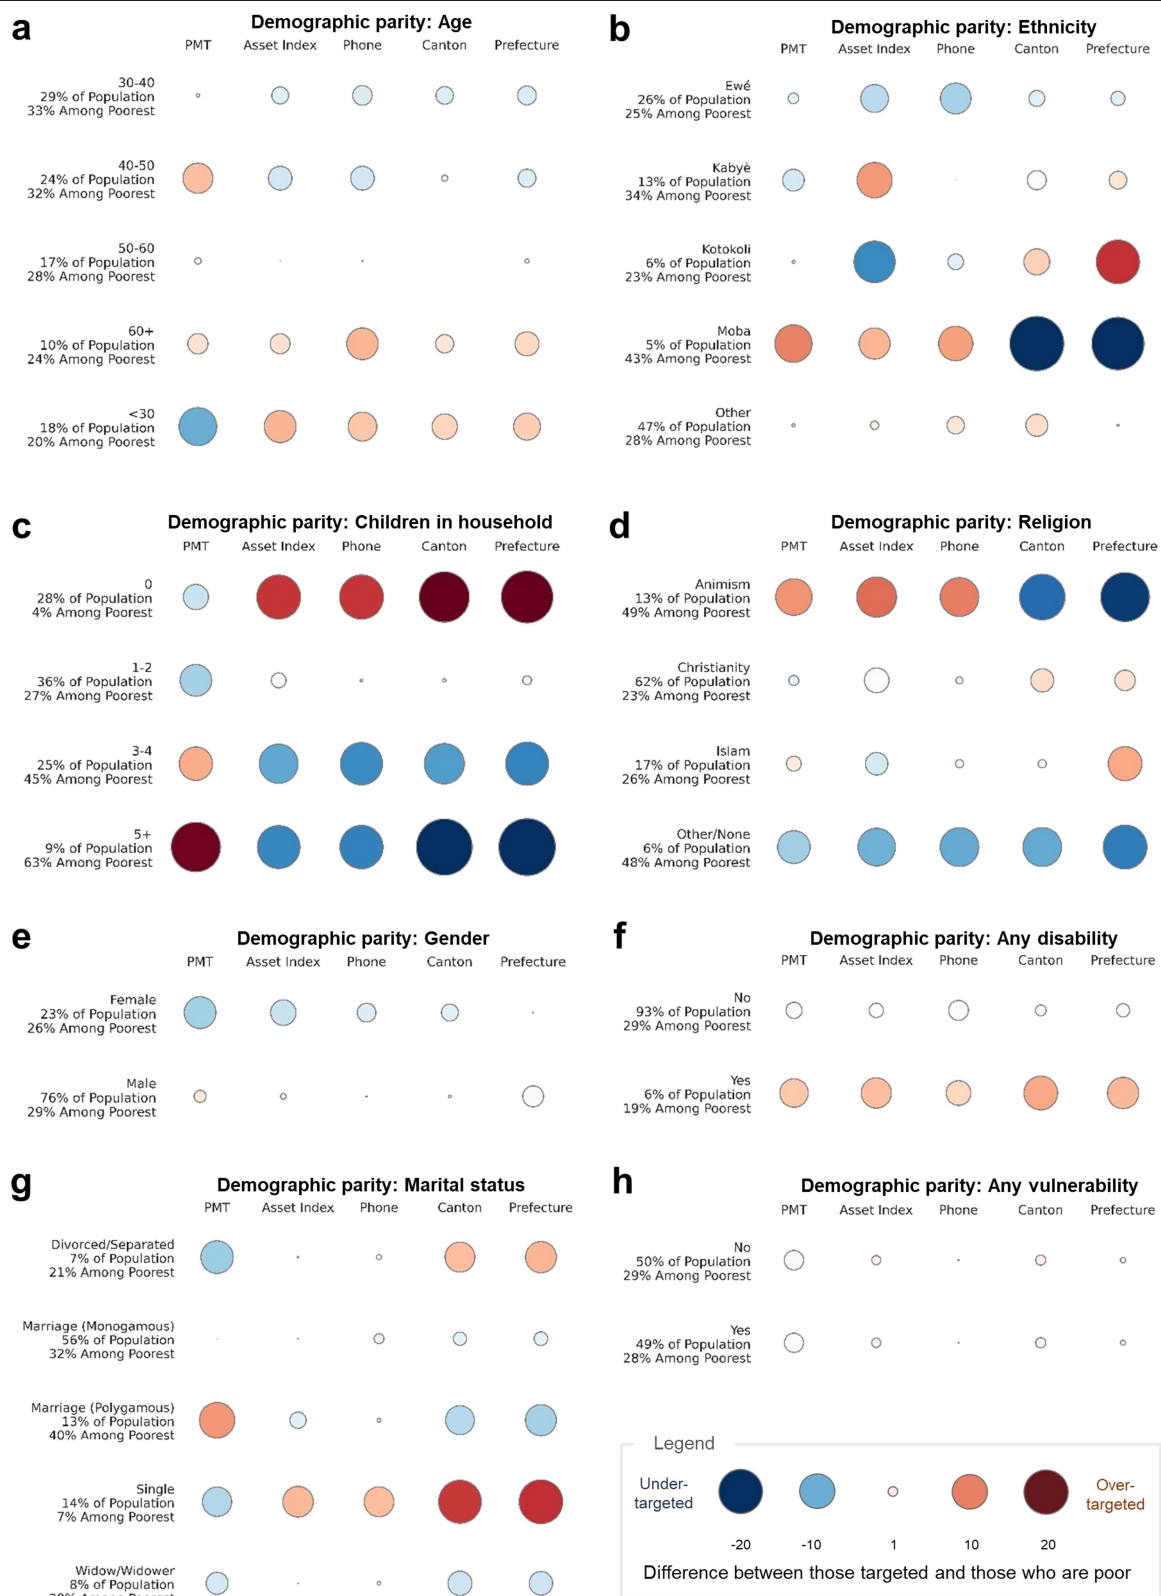 a
Demographic parity: Age
PMT Asset Index Phone Canton Prefecture
30-40
29% of Population
33% Among Poorest
40-50
24% of Population
32% Among Poorest
50-60
17% of Population
28% Among Poorest
60+
10% of Population
24% Among Poorest
<30
18% of Population
20% Among Poorest
b
Demographic parity: Ethnicity
PMT Asset Index Phone Canton Prefecture
Ewé
26% of Population
25% Among Poorest
Kabyè
13% of Population
34% Among Poorest
Kotokoli
6% of Population
23% Among Poorest
Moba
5% of Population
43% Among Poorest
Other
47% of Population
28% Among Poorest
c
Demographic parity: Children in household
PMT Asset Index Phone Canton Prefecture
0
28% of Population
4% Among Poorest
1-2
36% of Population
27% Among Poorest
3-4
25% of Population
45% Among Poorest
5+
9% of Population
63% Among Poorest
d
Demographic parity: Religion
PMT Asset Index Phone Canton Prefecture
Animism
13% of Population
49% Among Poorest
Christianity
62% of Population
23% Among Poorest
Islam
17% of Population
26% Among Poorest
Other/None
6% of Population
48% Among Poorest
e
Demographic parity: Gender
PMT Asset Index Phone Canton Prefecture
Female
23% of Population
26% Among Poorest
Male
76% of Population
29% Among Poorest
f
Demographic parity: Any disability
PMT Asset Index Phone Canton Prefecture
No
93% of Population
29% Among Poorest
Yes
6% of Population
19% Among Poorest
g
Demographic parity: Marital status
PMT Asset Index Phone Canton Prefecture
Divorced/Separated
7% of Population
21% Among Poorest
Marriage (Monogamous)
56% of Population
32% Among Poorest
Marriage (Polygamous)
13% of Population
40% Among Poorest
Single
14% of Population
7% Among Poorest
Widow/Widower
8% of Population
Among Poorest
h
Demographic parity: Any vulnerability
PMT Asset Index Phone Canton Prefecture
No
50% of Population
29% Among Poorest
Yes
49% of Population
28% Among Poorest
Legend
Under-
targeted
Over-
targeted
-20 -10 1 10 20
Difference between those targeted and those who are poor